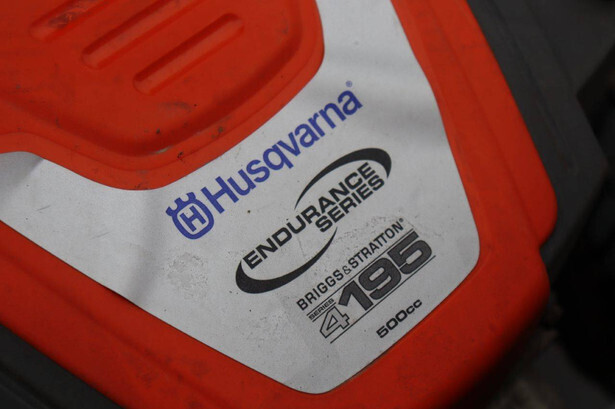 Husqvarna®
ENDURANCE
SERIES
BRIGGS & STRATTON®
SERIES
4195
500cc